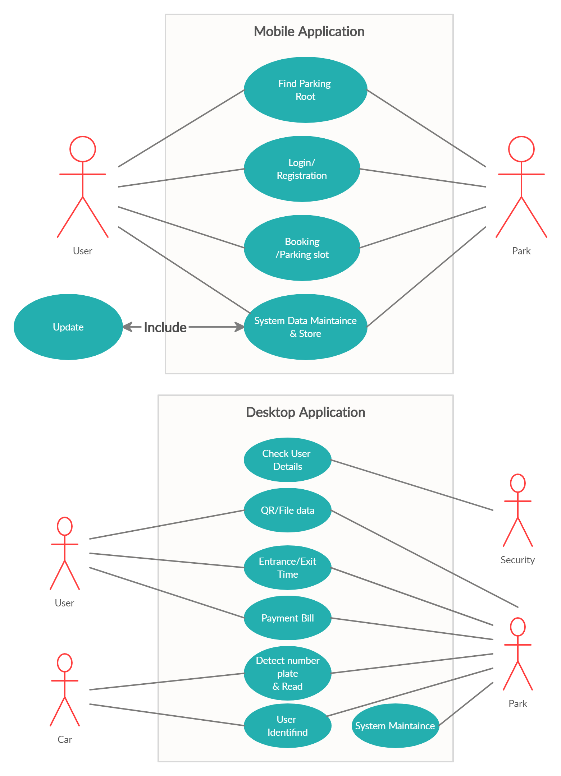 Mobile Application
Find Parking
Root
Login/
Registration
User
Park
Booking
/Parking slot
Update
Include
System Data Maintaince
& Store
Desktop Application
Check User
Details
QR/File data
Security
Entrance/Exit
Time
User
Payment Bill
Detect number
plate
& Read
Park
User
Identifind
System Maintaince
Car